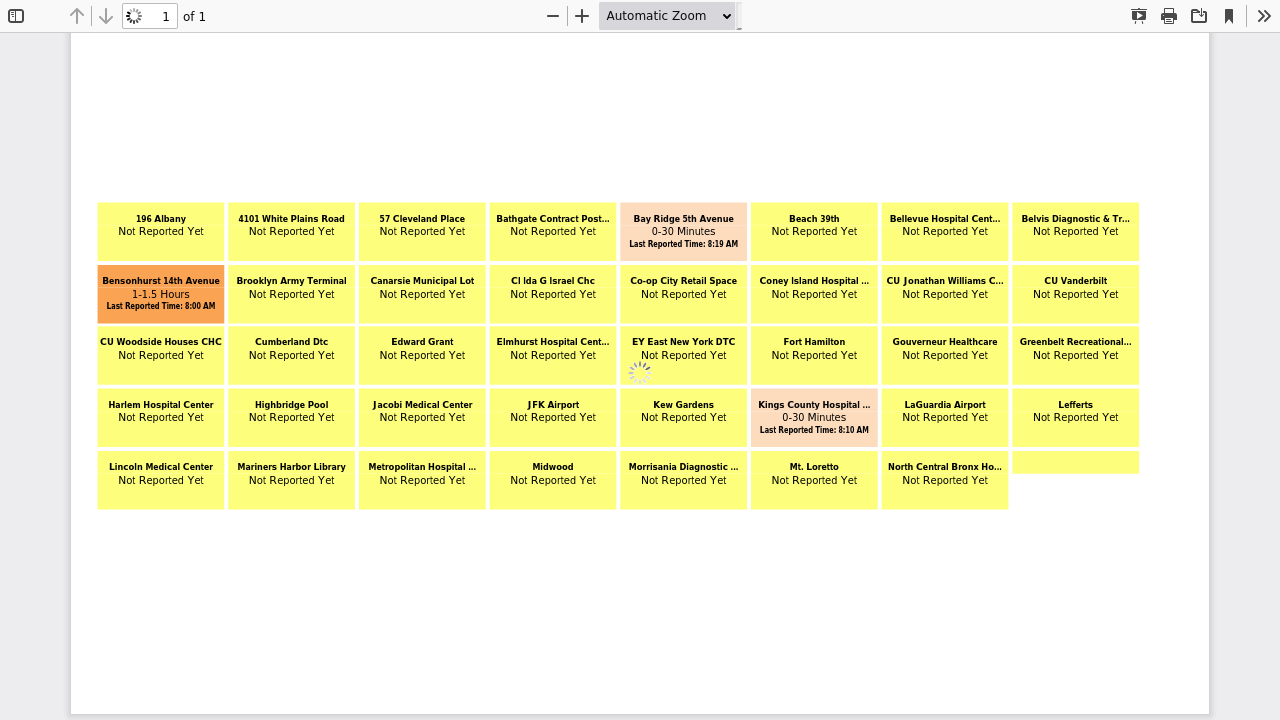 1 of 1
Automatic Zoom
196 Albany
Not Reported Yet
4101 White Plains Road
Not Reported Yet
57 Cleveland Place
Not Reported Yet
Bathgate Contract Post...
Not Reported Yet
Bay Ridge 5th Avenue
0-30 Minutes
Last Reported Time: 8:19 AM
Beach 39th
Not Reported Yet
Bellevue Hospital Cent...
Not Reported Yet
Belvis Diagnostic & Tr...
Not Reported Yet
Bensonhurst 14th Avenue
1-1.5 Hours
Last Reported Time: 8:00 AM
Brooklyn Army Terminal
Not Reported Yet
Canarsie Municipal Lot
Not Reported Yet
CI Ida G Israel Chc
Not Reported Yet
Co-op City Retail Space
Not Reported Yet
Coney Island Hospital ...
Not Reported Yet
CU Jonathan Williams C...
Not Reported Yet
CU Vanderbilt
Not Reported Yet
CU Woodside Houses CHC
Not Reported Yet
Cumberland Dtc
Not Reported Yet
Edward Grant
Not Reported Yet
Elmhurst Hospital Cent...
Not Reported Yet
EY East New York DTC
Not Reported Yet
Fort Hamilton
Not Reported Yet
Gouverneur Healthcare
Not Reported Yet
Greenbelt Recreational...
Not Reported Yet
Harlem Hospital Center
Not Reported Yet
Highbridge Pool
Not Reported Yet
Jacobi Medical Center
Not Reported Yet
JFK Airport
Not Reported Yet
Kew Gardens
Not Reported Yet
Kings County Hospital ...
0-30 Minutes
Last Reported Time: 8:10 AM
LaGuardia Airport
Not Reported Yet
Lefferts
Not Reported Yet
Lincoln Medical Center
Not Reported Yet
Mariners Harbor Library
Not Reported Yet
Metropolitan Hospital ...
Not Reported Yet
Midwood
Not Reported Yet
Morrisania Diagnostic ...
Not Reported Yet
Mt. Loretto
Not Reported Yet
North Central Bronx Ho...
Not Reported Yet